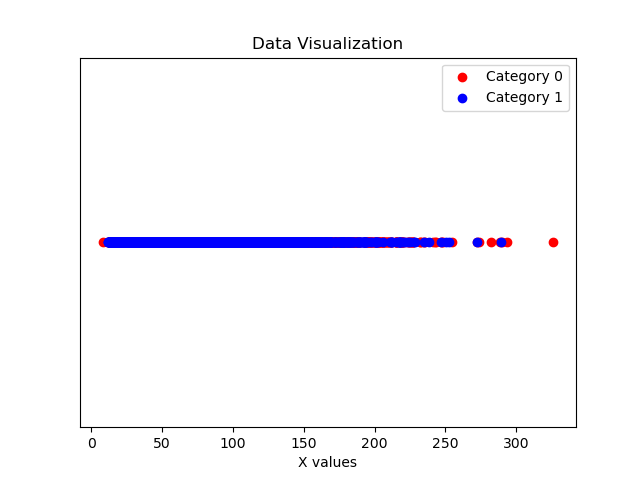 Data Visualization
Category 0
Category 1
0 50 100 150 200 250 300
X values